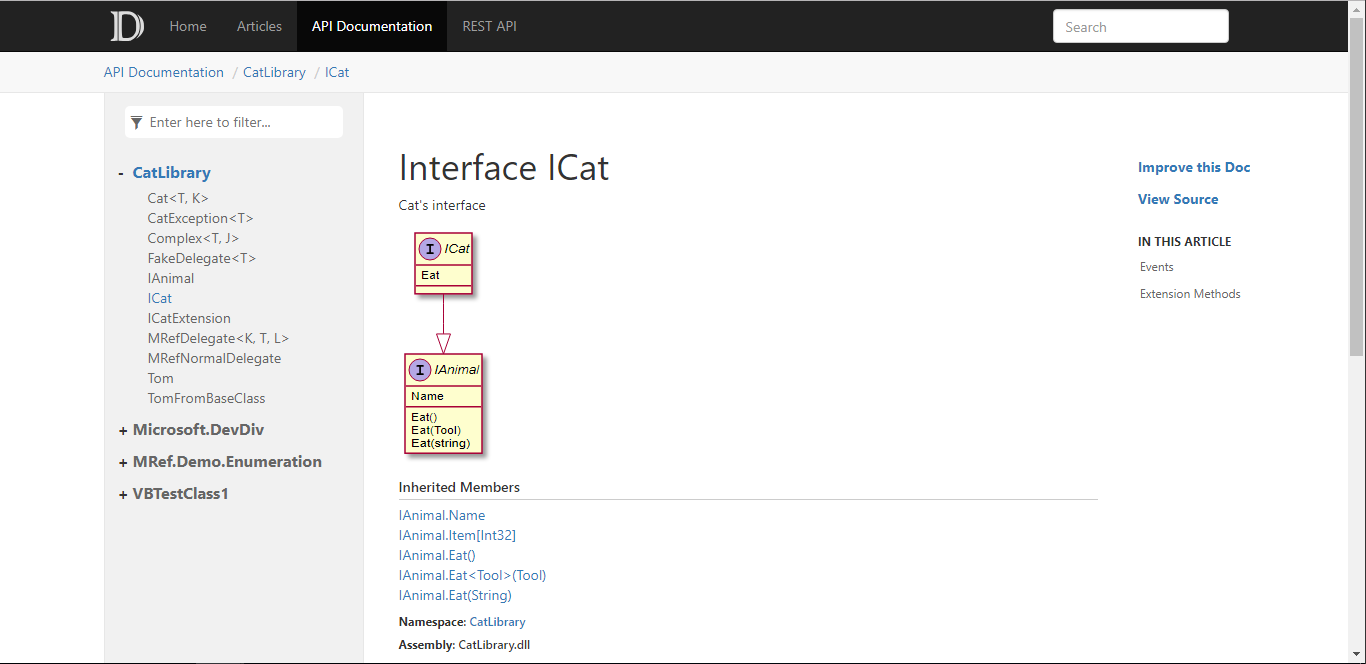 D Home Articles API Documentation REST API Search
API Documentation / CatLibrary / ICat
Enter here to filter...
- CatLibrary
Cat<T, K>
CatException<T>
Complex<T, J>
FakeDelegate<T>
IAnimal
ICat
ICatExtension
MRefDelegate<K, T, L>
MRefNormalDelegate
Tom
TomFromBaseClass
+ Microsoft.DevDiv
+ MRef.Demo.Enumeration
+ VBTestClass1
Interface ICat
Cat's interface
I ICat
Eat
I IAnimal
Name
Eat()
Eat(Tool)
Eat(string)
Inherited Members
IAnimal.Name
IAnimal.Item[Int32]
IAnimal.Eat()
IAnimal.Eat<Tool>(Tool)
IAnimal.Eat(String)
Namespace: CatLibrary
Assembly: CatLibrary.dll
Improve this Doc
View Source
IN THIS ARTICLE
Events
Extension Methods